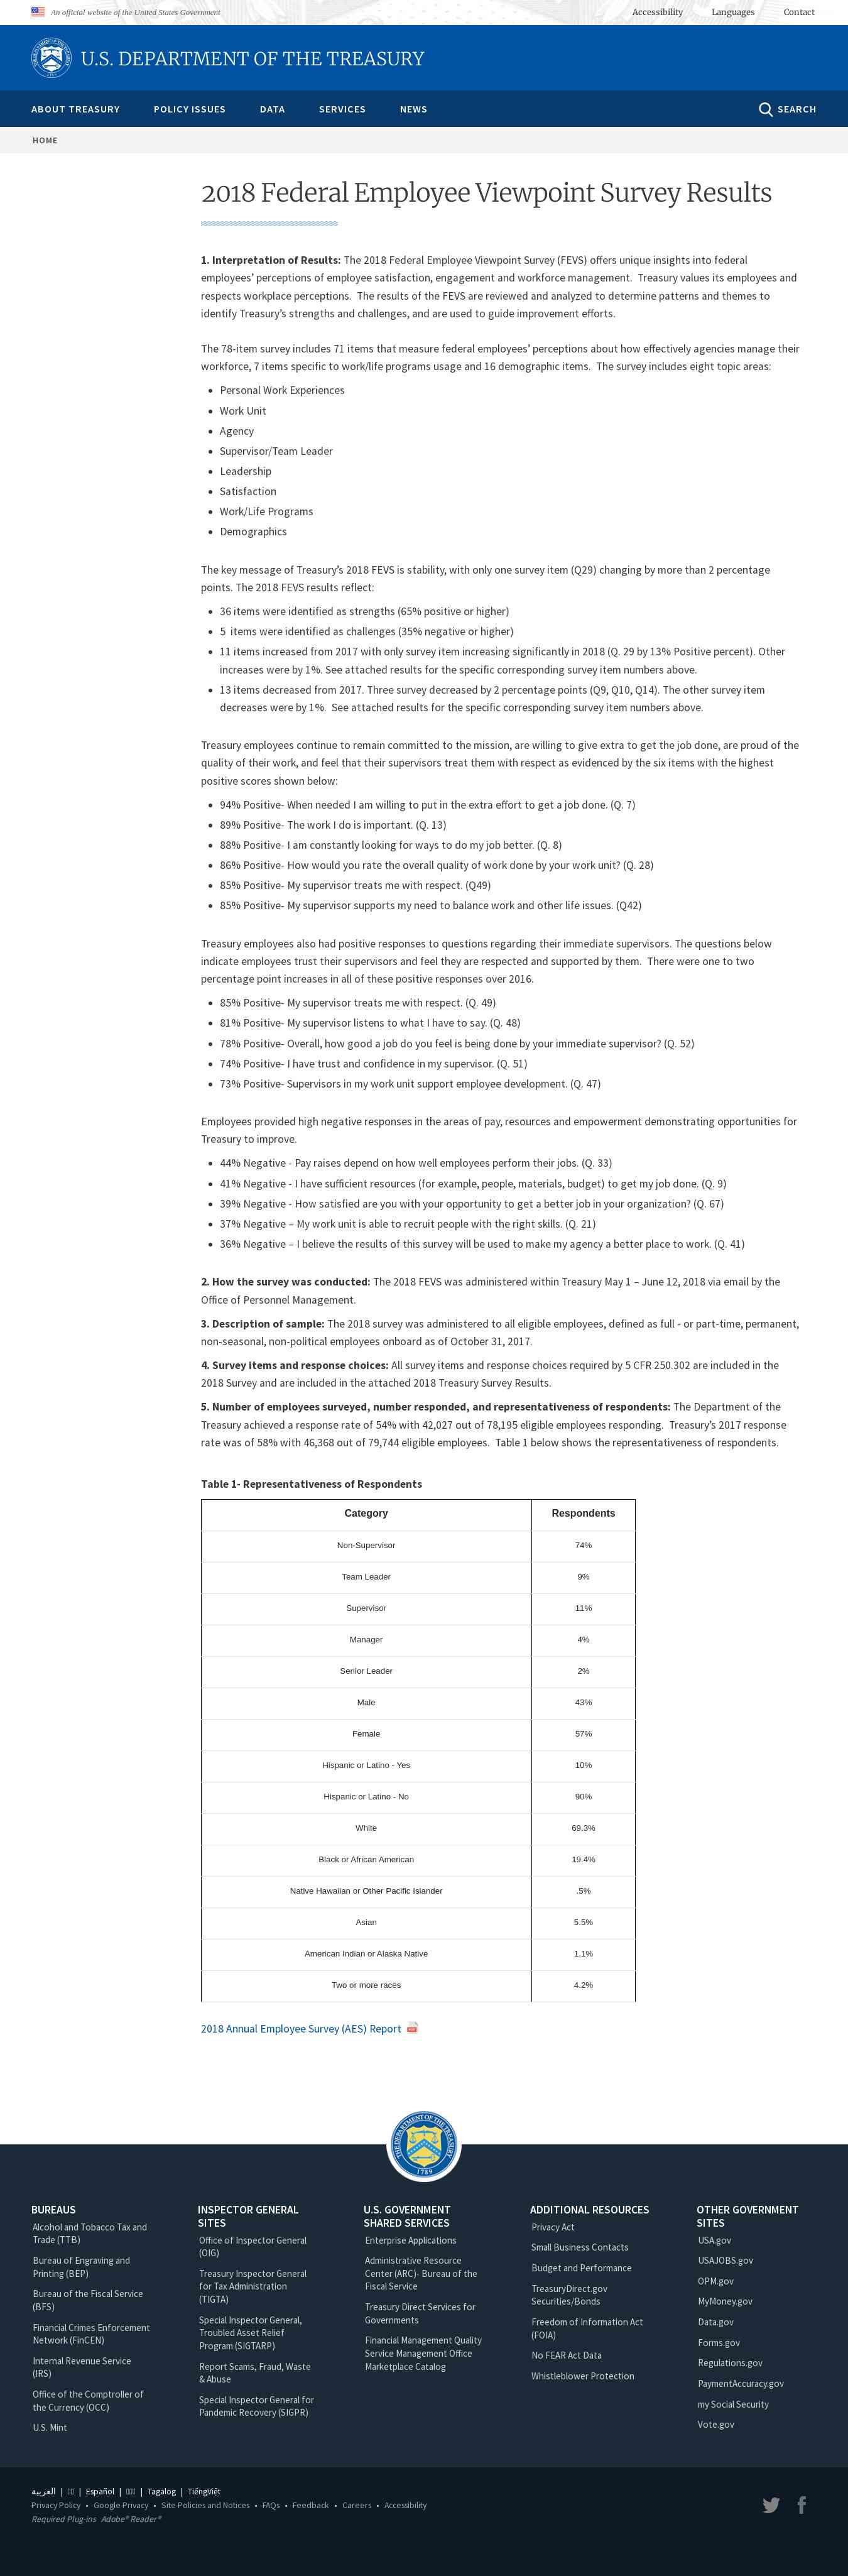 An official website of the United States Government
Accessibility Languages Contact
U.S. DEPARTMENT OF THE TREASURY
ABOUT TREASURY POLICY ISSUES DATA SERVICES NEWS SEARCH
HOME
2018 Federal Employee Viewpoint Survey Results
1. Interpretation of Results: The 2018 Federal Employee Viewpoint Survey (FEVS) offers unique insights into federal
employees’ perceptions of employee satisfaction, engagement and workforce management.  Treasury values its employees and
respects workplace perceptions.  The results of the FEVS are reviewed and analyzed to determine patterns and themes to
identify Treasury’s strengths and challenges, and are used to guide improvement efforts.
The 78-item survey includes 71 items that measure federal employees’ perceptions about how effectively agencies manage their
workforce, 7 items specific to work/life programs usage and 16 demographic items.  The survey includes eight topic areas:
• Personal Work Experiences
• Work Unit
• Agency
• Supervisor/Team Leader
• Leadership
• Satisfaction
• Work/Life Programs
• Demographics
The key message of Treasury’s 2018 FEVS is stability, with only one survey item (Q29) changing by more than 2 percentage
points. The 2018 FEVS results reflect:
• 36 items were identified as strengths (65% positive or higher)
• 5  items were identified as challenges (35% negative or higher)
• 11 items increased from 2017 with only survey item increasing significantly in 2018 (Q. 29 by 13% Positive percent). Other
increases were by 1%. See attached results for the specific corresponding survey item numbers above.
• 13 items decreased from 2017. Three survey decreased by 2 percentage points (Q9, Q10, Q14). The other survey item
decreases were by 1%.  See attached results for the specific corresponding survey item numbers above.
Treasury employees continue to remain committed to the mission, are willing to give extra to get the job done, are proud of the
quality of their work, and feel that their supervisors treat them with respect as evidenced by the six items with the highest
positive scores shown below:
• 94% Positive- When needed I am willing to put in the extra effort to get a job done. (Q. 7)
• 89% Positive- The work I do is important. (Q. 13)
• 88% Positive- I am constantly looking for ways to do my job better. (Q. 8)
• 86% Positive- How would you rate the overall quality of work done by your work unit? (Q. 28)
• 85% Positive- My supervisor treats me with respect. (Q49)
• 85% Positive- My supervisor supports my need to balance work and other life issues. (Q42)
Treasury employees also had positive responses to questions regarding their immediate supervisors. The questions below
indicate employees trust their supervisors and feel they are respected and supported by them.  There were one to two
percentage point increases in all of these positive responses over 2016.
• 85% Positive- My supervisor treats me with respect. (Q. 49)
• 81% Positive- My supervisor listens to what I have to say. (Q. 48)
• 78% Positive- Overall, how good a job do you feel is being done by your immediate supervisor? (Q. 52)
• 74% Positive- I have trust and confidence in my supervisor. (Q. 51)
• 73% Positive- Supervisors in my work unit support employee development. (Q. 47)
Employees provided high negative responses in the areas of pay, resources and empowerment demonstrating opportunities for
Treasury to improve.
• 44% Negative - Pay raises depend on how well employees perform their jobs. (Q. 33)
• 41% Negative - I have sufficient resources (for example, people, materials, budget) to get my job done. (Q. 9)
• 39% Negative - How satisfied are you with your opportunity to get a better job in your organization? (Q. 67)
• 37% Negative – My work unit is able to recruit people with the right skills. (Q. 21)
• 36% Negative – I believe the results of this survey will be used to make my agency a better place to work. (Q. 41)
2. How the survey was conducted: The 2018 FEVS was administered within Treasury May 1 – June 12, 2018 via email by the
Office of Personnel Management.
3. Description of sample: The 2018 survey was administered to all eligible employees, defined as full - or part-time, permanent,
non-seasonal, non-political employees onboard as of October 31, 2017.
4. Survey items and response choices: All survey items and response choices required by 5 CFR 250.302 are included in the
2018 Survey and are included in the attached 2018 Treasury Survey Results.
5. Number of employees surveyed, number responded, and representativeness of respondents: The Department of the
Treasury achieved a response rate of 54% with 42,027 out of 78,195 eligible employees responding.  Treasury’s 2017 response
rate was of 58% with 46,368 out of 79,744 eligible employees.  Table 1 below shows the representativeness of respondents.
Table 1- Representativeness of Respondents
Category Respondents
Non-Supervisor 74%
Team Leader 9%
Supervisor 11%
Manager 4%
Senior Leader 2%
Male 43%
Female 57%
Hispanic or Latino - Yes 10%
Hispanic or Latino - No 90%
White 69.3%
Black or African American 19.4%
Native Hawaiian or Other Pacific Islander .5%
Asian 5.5%
American Indian or Alaska Native 1.1%
Two or more races 4.2%
2018 Annual Employee Survey (AES) Report
THE DEPARTMENT OF THE TREASURY
1789
BUREAUS
Alcohol and Tobacco Tax and
Trade (TTB)
Bureau of Engraving and
Printing (BEP)
Bureau of the Fiscal Service
(BFS)
Financial Crimes Enforcement
Network (FinCEN)
Internal Revenue Service
(IRS)
Office of the Comptroller of
the Currency (OCC)
U.S. Mint
INSPECTOR GENERAL
SITES
Office of Inspector General
(OIG)
Treasury Inspector General
for Tax Administration
(TIGTA)
Special Inspector General,
Troubled Asset Relief
Program (SIGTARP)
Report Scams, Fraud, Waste
& Abuse
Special Inspector General for
Pandemic Recovery (SIGPR)
U.S. GOVERNMENT
SHARED SERVICES
Enterprise Applications
Administrative Resource
Center (ARC)- Bureau of the
Fiscal Service
Treasury Direct Services for
Governments
Financial Management Quality
Service Management Office
Marketplace Catalog
ADDITIONAL RESOURCES
Privacy Act
Small Business Contacts
Budget and Performance
TreasuryDirect.gov
Securities/Bonds
Freedom of Information Act
(FOIA)
No FEAR Act Data
Whistleblower Protection
OTHER GOVERNMENT
SITES
USA.gov
USAJOBS.gov
OPM.gov
MyMoney.gov
Data.gov
Forms.gov
Regulations.gov
PaymentAccuracy.gov
my Social Security
Vote.gov
العربية | | Español | | Tagalog | TiếngViệt
Privacy Policy • Google Privacy • Site Policies and Notices • FAQs • Feedback • Careers • Accessibility
Required Plug-ins Adobe® Reader®